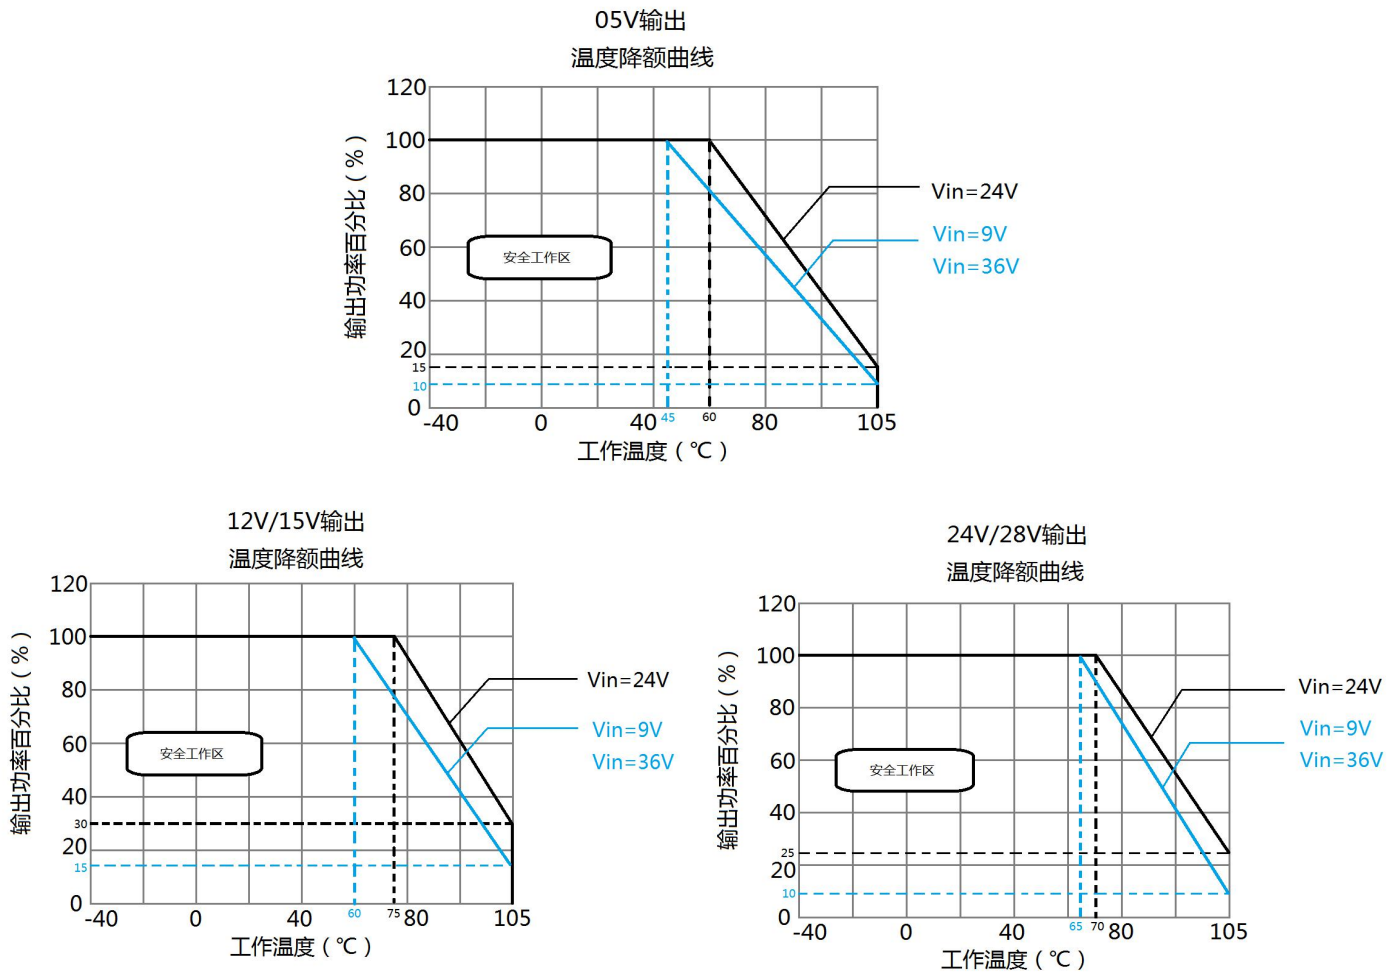 05V输出
温度降额曲线
输出功率百分比（%）
120
100
80
60
40
20
15
10
0
安全工作区
Vin=24V
Vin=9V
Vin=36V
-40 0 40 45 60 80 105
工作温度（℃）
12V/15V输出
温度降额曲线
输出功率百分比（%）
120
100
80
60
40
30
20
15
0
安全工作区
Vin=24V
Vin=9V
Vin=36V
-40 0 40 60 75 80 105
工作温度（℃）
24V/28V输出
温度降额曲线
输出功率百分比（%）
120
100
80
60
40
25
20
10
0
安全工作区
Vin=24V
Vin=9V
Vin=36V
-40 0 40 65 70 80 105
工作温度（℃）